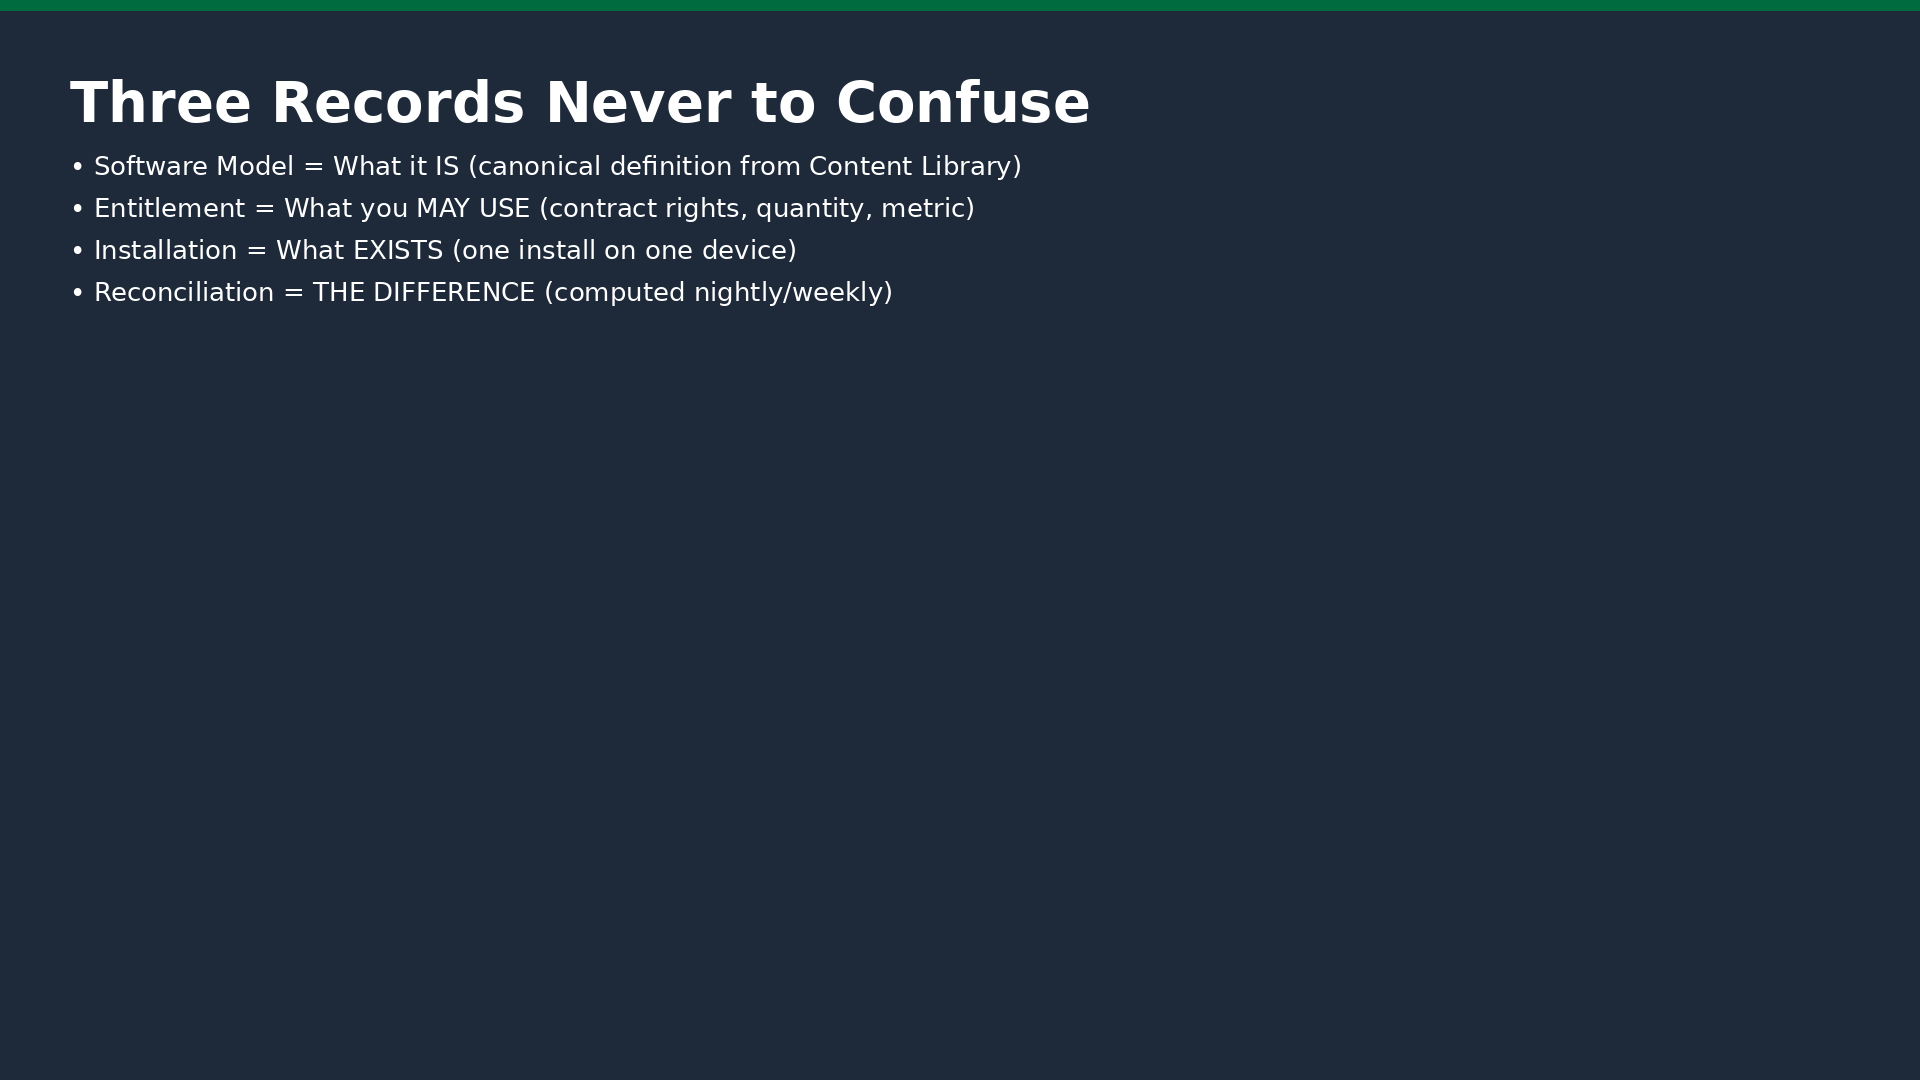 Three Records Never to Confuse
• Software Model = What it IS (canonical definition from Content Library)
• Entitlement = What you MAY USE (contract rights, quantity, metric)
• Installation = What EXISTS (one install on one device)
• Reconciliation = THE DIFFERENCE (computed nightly/weekly)